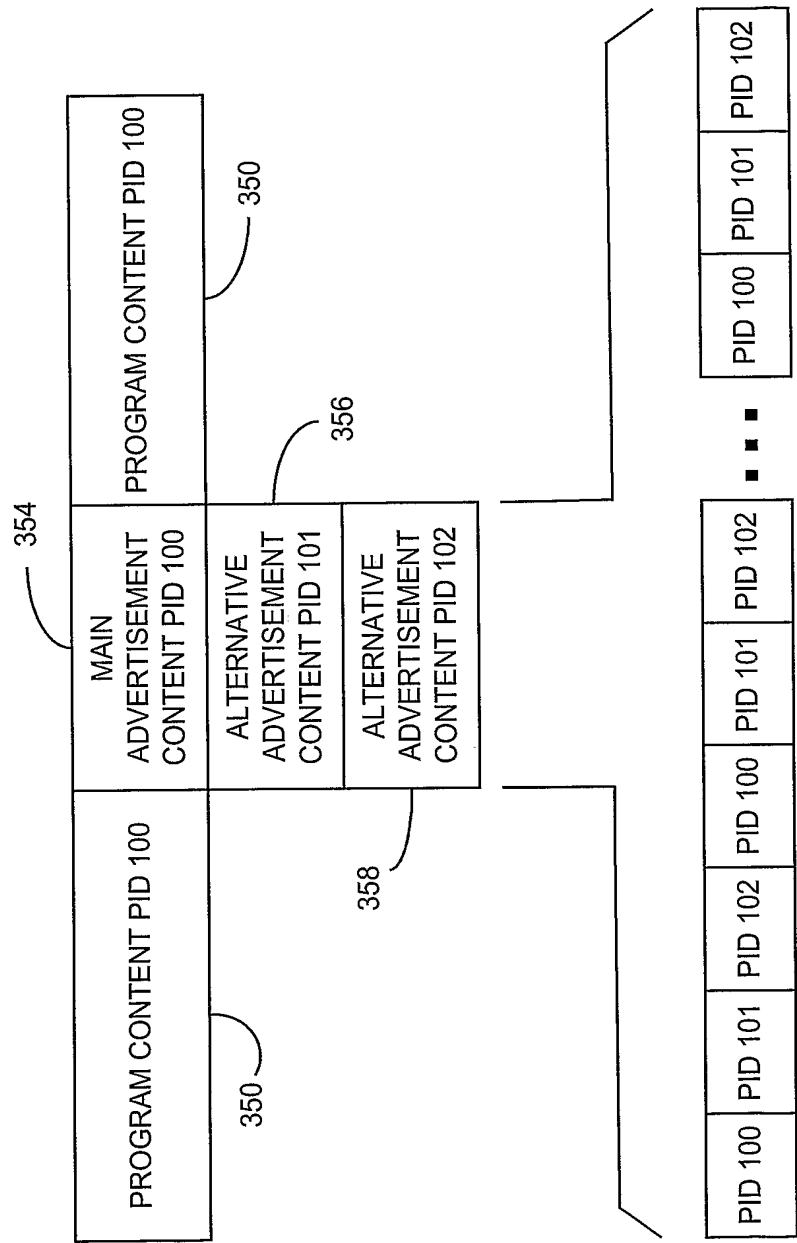 354
PROGRAM CONTENT PID 100
MAIN
ADVERTISEMENT
CONTENT PID 100
PROGRAM CONTENT PID 100
350
350
ALTERNATIVE
ADVERTISEMENT
CONTENT PID 101
356
ALTERNATIVE
ADVERTISEMENT
CONTENT PID 102
358
PID 100
PID 101
PID 102
PID 100
PID 101
PID 102
PID 100
PID 101
PID 102